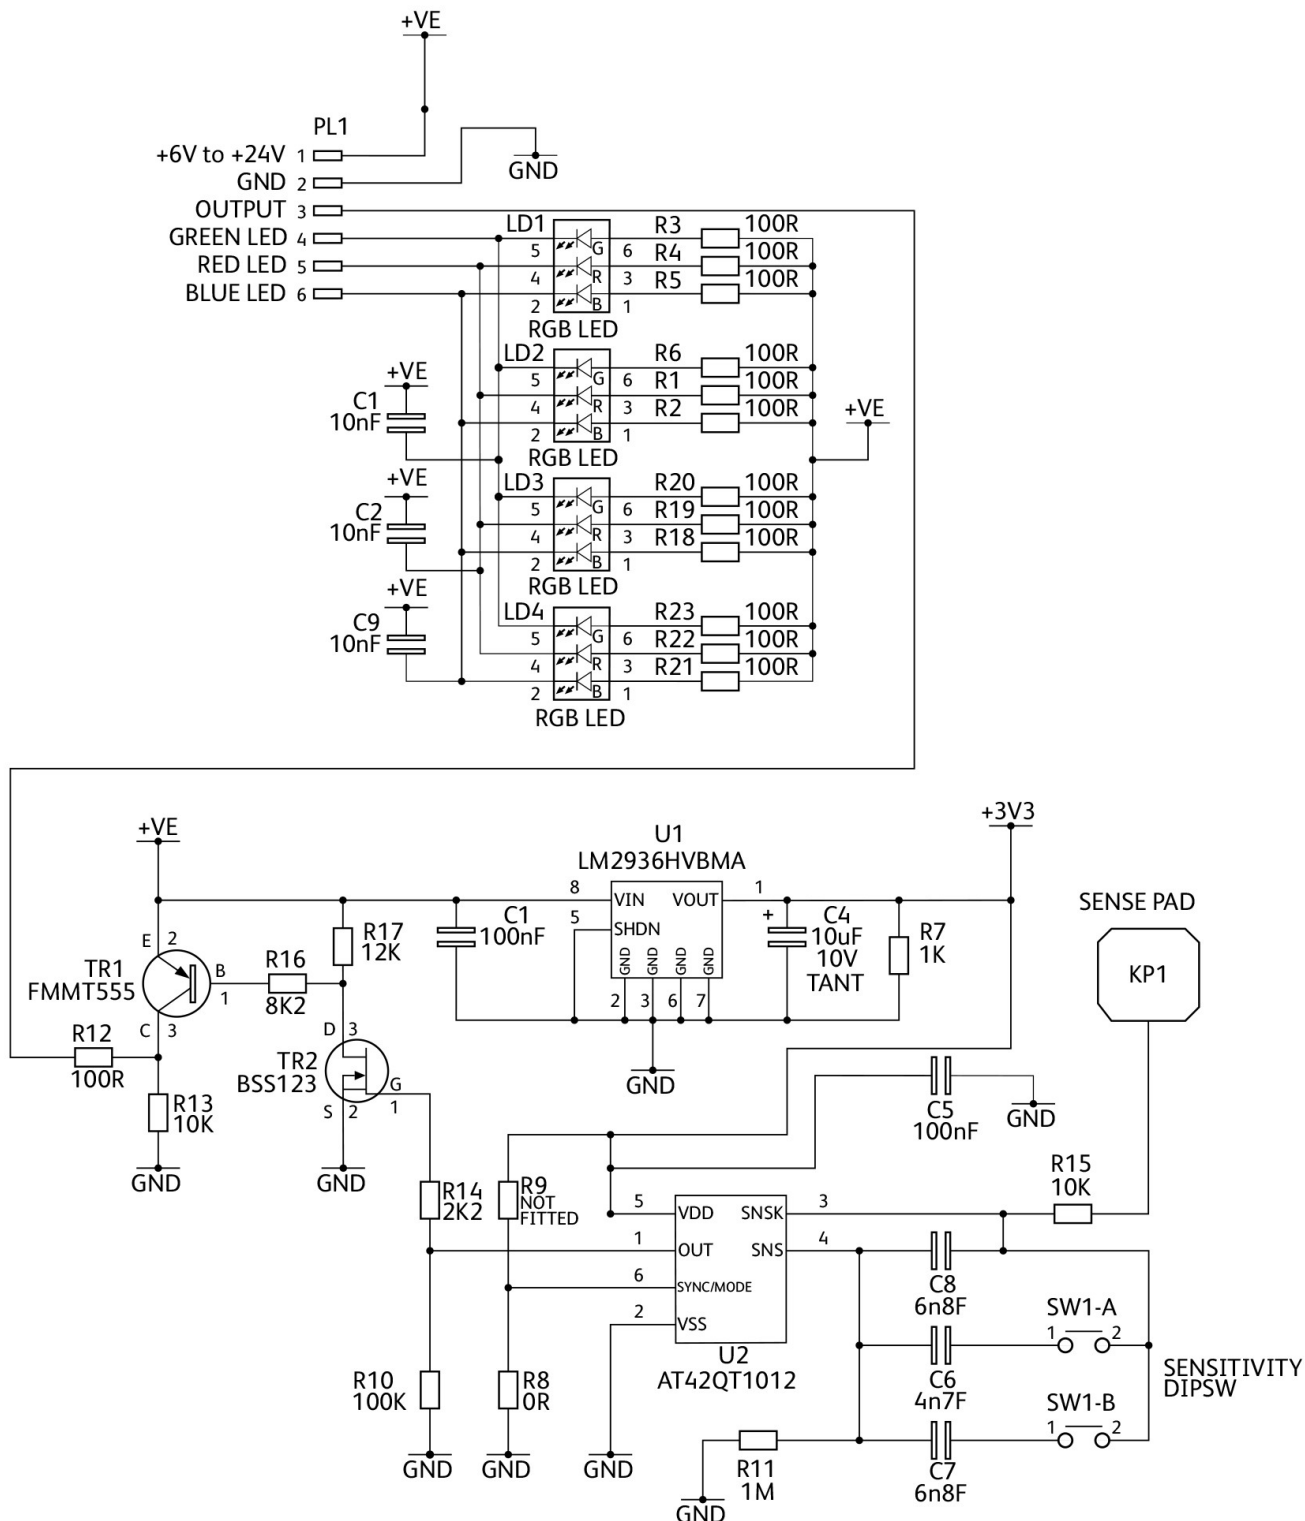 +VE
PL1
+6V to +24V 1
GND 2
GND
OUTPUT 3
GREEN LED 4
RED LED 5
BLUE LED 6
LD1
5 G 6 R3 100R
4 R 3 R4 100R
2 B 1 R5 100R
RGB LED
LD2
5 G 6 R6 100R
4 R 3 R1 100R
2 B 1 R2 100R
RGB LED
+VE
C1
10nF
+VE
LD3
5 G 6 R20 100R
4 R 3 R19 100R
2 B 1 R18 100R
RGB LED
+VE
C2
10nF
LD4
5 G 6 R23 100R
4 R 3 R22 100R
2 B 1 R21 100R
RGB LED
+VE
C9
10nF
+VE
U1
LM2936HVBMA
+3V3
8 VIN VOUT 1
5 SHDN
GND GND GND GND
2 3 6 7
GND
C1
100nF
+
C4
10uF
10V
TANT
R7
1K
SENSE PAD
KP1
E 2
TR1
FMMT555
B
1
C 3
R16
8K2
R17
12K
R12
100R
R13
10K
GND
D 3
TR2
BSS123
G
1
S 2
GND
C5
100nF
GND
R14
2K2
R9
NOT
FITTED
R15
10K
5 VDD SNSK 3
1 OUT SNS 4
6 SYNC/MODE
2 VSS
U2
AT42QT1012
C8
6n8F
SW1-A
1 2
C6
4n7F
SENSITIVITY
DIPSW
SW1-B
1 2
C7
6n8F
R10
100K
R8
0R
GND
GND
GND
R11
1M
GND